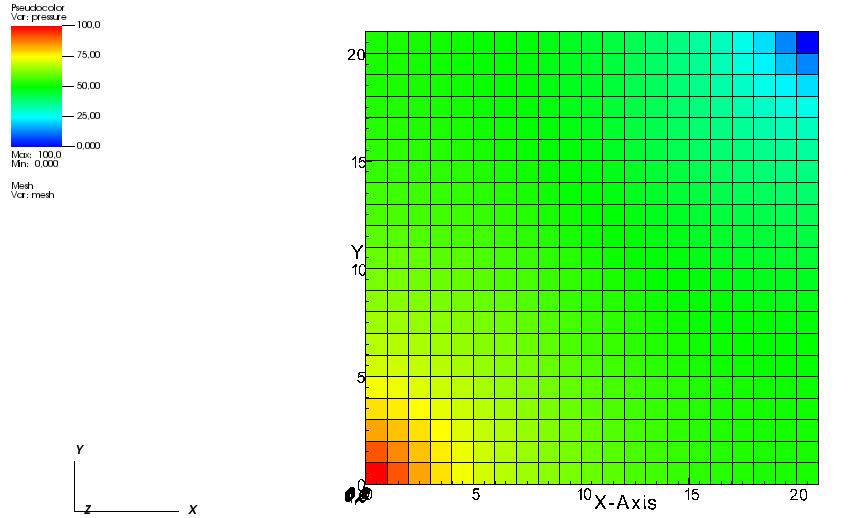 Pseudocolor
Var: pressure
100,0
75,00
50,00
25,00
0,000
Max: 100,0
Min: 0,000
Mesh
Var: mesh
20
15
Y
10
5
0
5
10
15
20
X-Axis
Y
Z
X